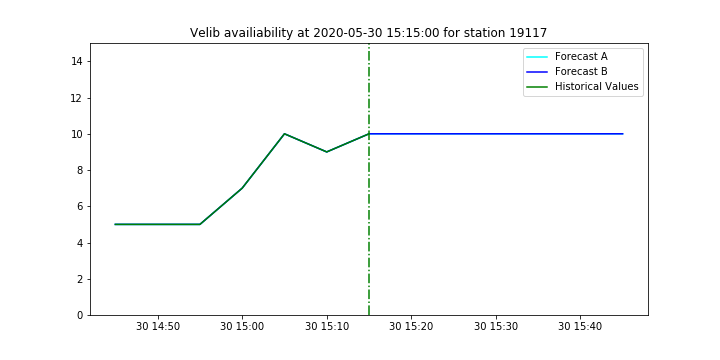 Velib availiability at 2020-05-30 15:15:00 for station 19117
Forecast A
Forecast B
Historical Values
14
12
10
8
6
4
2
0
30 14:50 30 15:00 30 15:10 30 15:20 30 15:30 30 15:40